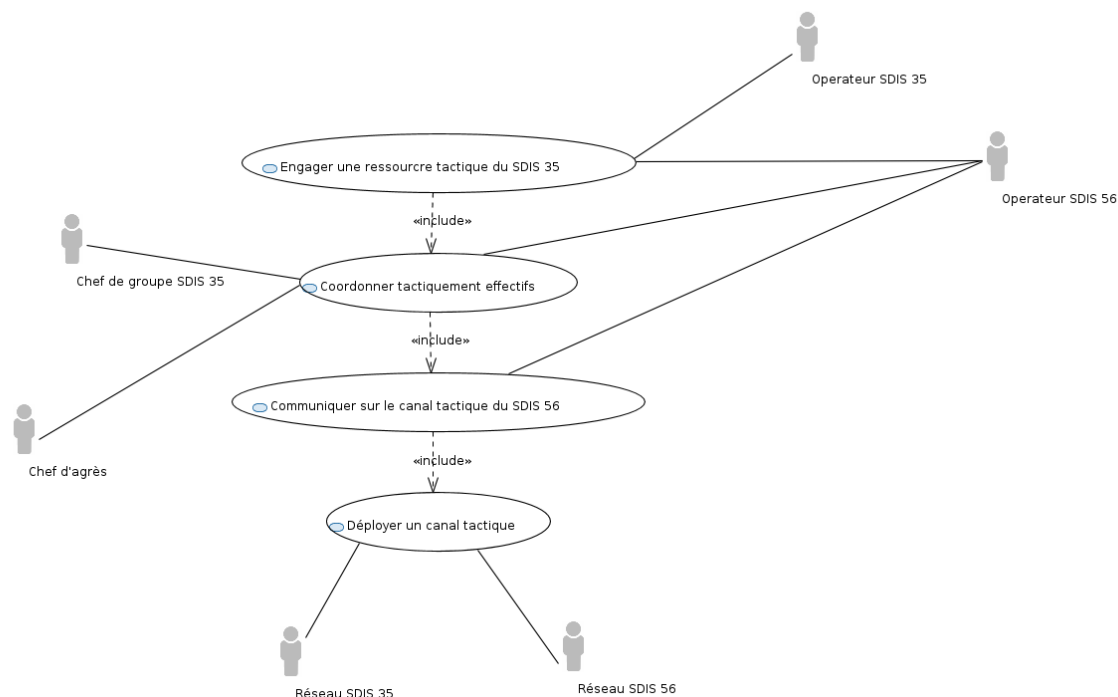 Operateur SDIS 35
Engager une ressourcre tactique du SDIS 35
Operateur SDIS 56
«include»
Chef de groupe SDIS 35
Coordonner tactiquement effectifs
«include»
Communiquer sur le canal tactique du SDIS 56
«include»
Chef d'agrès
Déployer un canal tactique
Réseau SDIS 35
Réseau SDIS 56